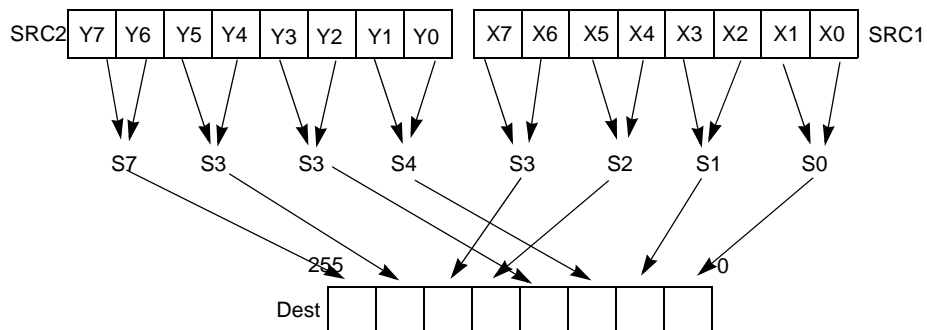 SRC2 Y7 Y6 Y5 Y4 Y3 Y2 Y1 Y0 X7 X6 X5 X4 X3 X2 X1 X0 SRC1
S7 S3 S3 S4 S3 S2 S1 S0
255 0
Dest